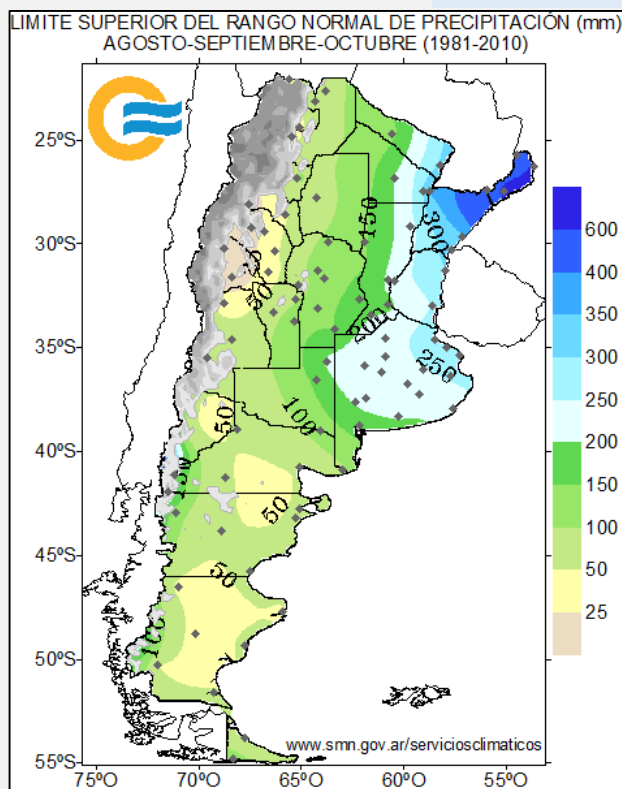 LIMITE SUPERIOR DEL RANGO NORMAL DE PRECIPITACIÓN (mm)
AGOSTO-SEPTIEMBRE-OCTUBRE (1981-2010)
25ºS
30ºS
35ºS
40ºS
45ºS
50ºS
55ºS
75ºO
70ºO
65ºO
60ºO
55ºO
150
300
50
200
250
100
50
150
50
50
100
600
400
350
300
250
200
150
100
50
25
www.smn.gov.ar/serviciosclimaticos